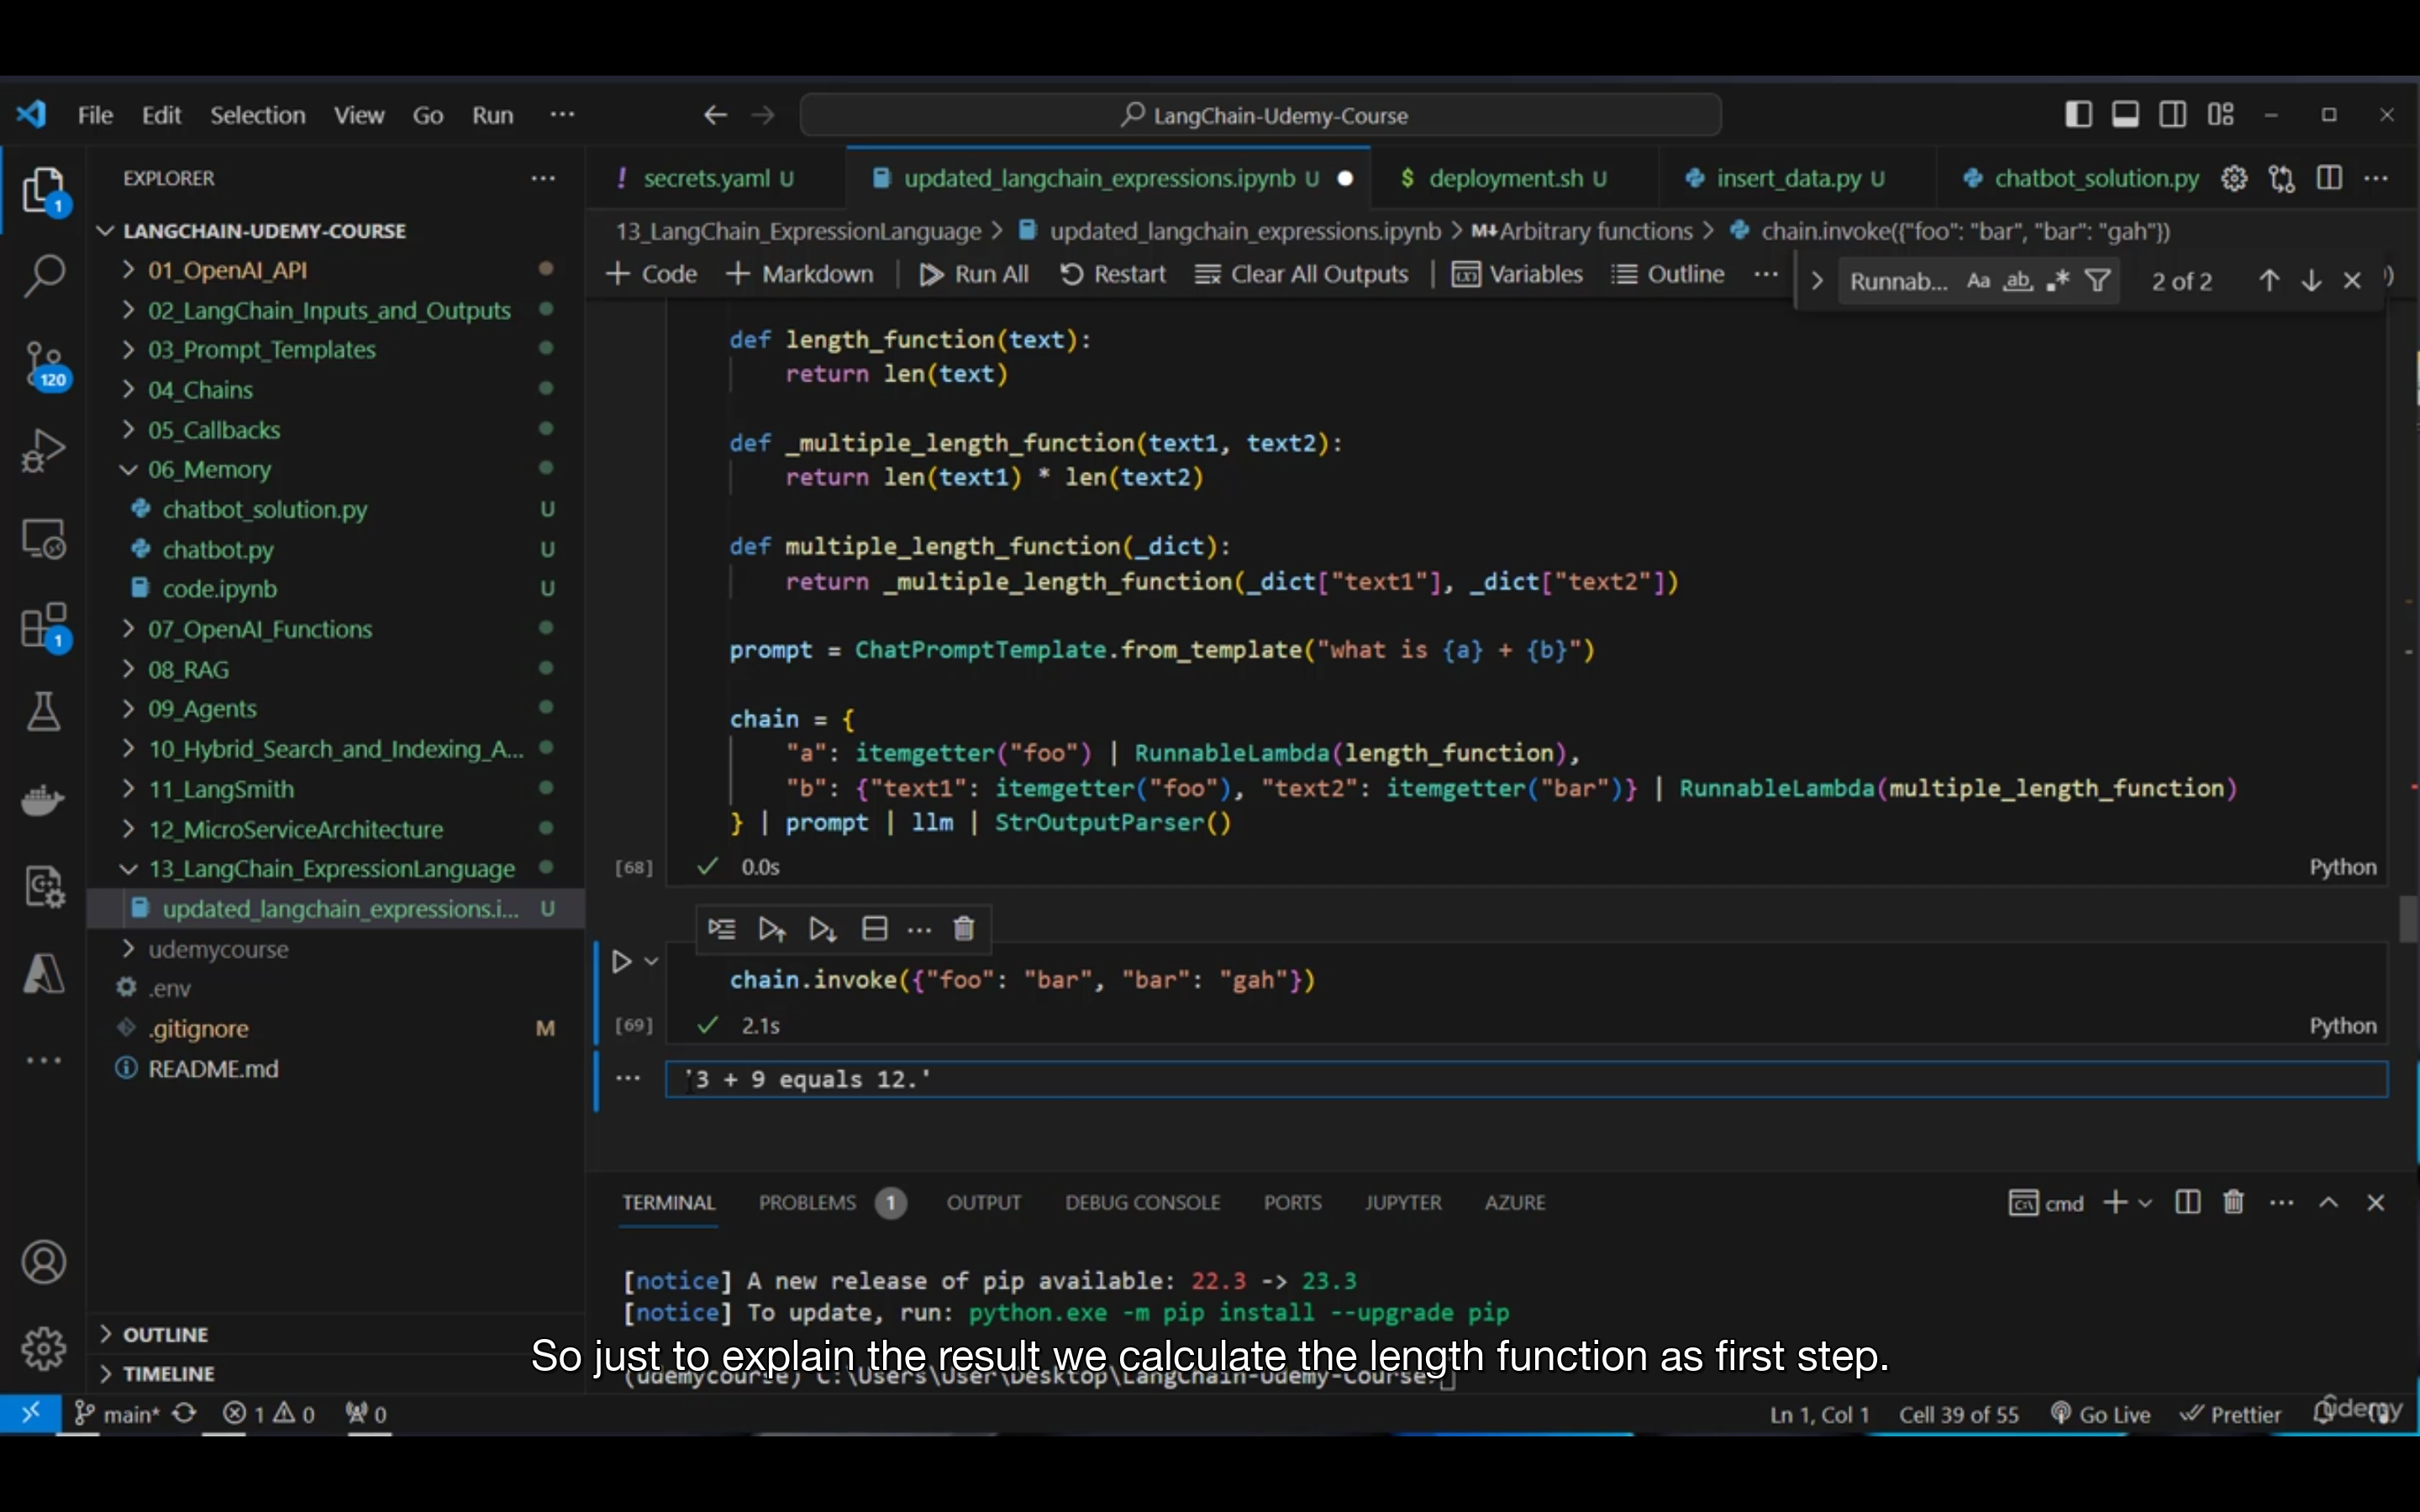 File Edit Selection View Go Run ... LangChain-Udemy-Course
EXPLORER ...
! secrets.yaml U updated_langchain_expressions.ipynb U $ deployment.sh U insert_data.py U chatbot_solution.py ...
LANGCHAIN-UDEMY-COURSE
13_LangChain_ExpressionLanguage > updated_langchain_expressions.ipynb > M↓Arbitrary functions > chain.invoke({"foo": "bar", "bar": "gah"})
+ Code + Markdown Run All Restart Clear All Outputs Variables Outline ...
Runnab... Aa ab .* 2 of 2
1
01_OpenAI_API
02_LangChain_Inputs_and_Outputs
03_Prompt_Templates
120
04_Chains
05_Callbacks
06_Memory
chatbot_solution.py U
chatbot.py U
code.ipynb U
07_OpenAI_Functions
1
08_RAG
09_Agents
10_Hybrid_Search_and_Indexing_A...
11_LangSmith
12_MicroServiceArchitecture
13_LangChain_ExpressionLanguage
updated_langchain_expressions.i... U
udemycourse
.env
.gitignore M
README.md
OUTLINE
TIMELINE
def length_function(text):
return len(text)
def _multiple_length_function(text1, text2):
return len(text1) * len(text2)
def multiple_length_function(_dict):
return _multiple_length_function(_dict["text1"], _dict["text2"])
prompt = ChatPromptTemplate.from_template("what is {a} + {b}")
chain = {
"a": itemgetter("foo") | RunnableLambda(length_function),
"b": {"text1": itemgetter("foo"), "text2": itemgetter("bar")} | RunnableLambda(multiple_length_function)
} | prompt | llm | StrOutputParser()
[68] ✓ 0.0s Python
chain.invoke({"foo": "bar", "bar": "gah"})
[69] ✓ 2.1s Python
... '3 + 9 equals 12.'
TERMINAL PROBLEMS 1 OUTPUT DEBUG CONSOLE PORTS JUPYTER AZURE cmd
[notice] A new release of pip available: 22.3 -> 23.3
[notice] To update, run: python.exe -m pip install --upgrade pip
So just to explain the result we calculate the length function as first step.
(udemycourse) C:\Users\User\Desktop\LangChain-Udemy-Course>
main* 1 0 0 Ln 1, Col 1 Cell 39 of 55 Go Live Prettier
udemy